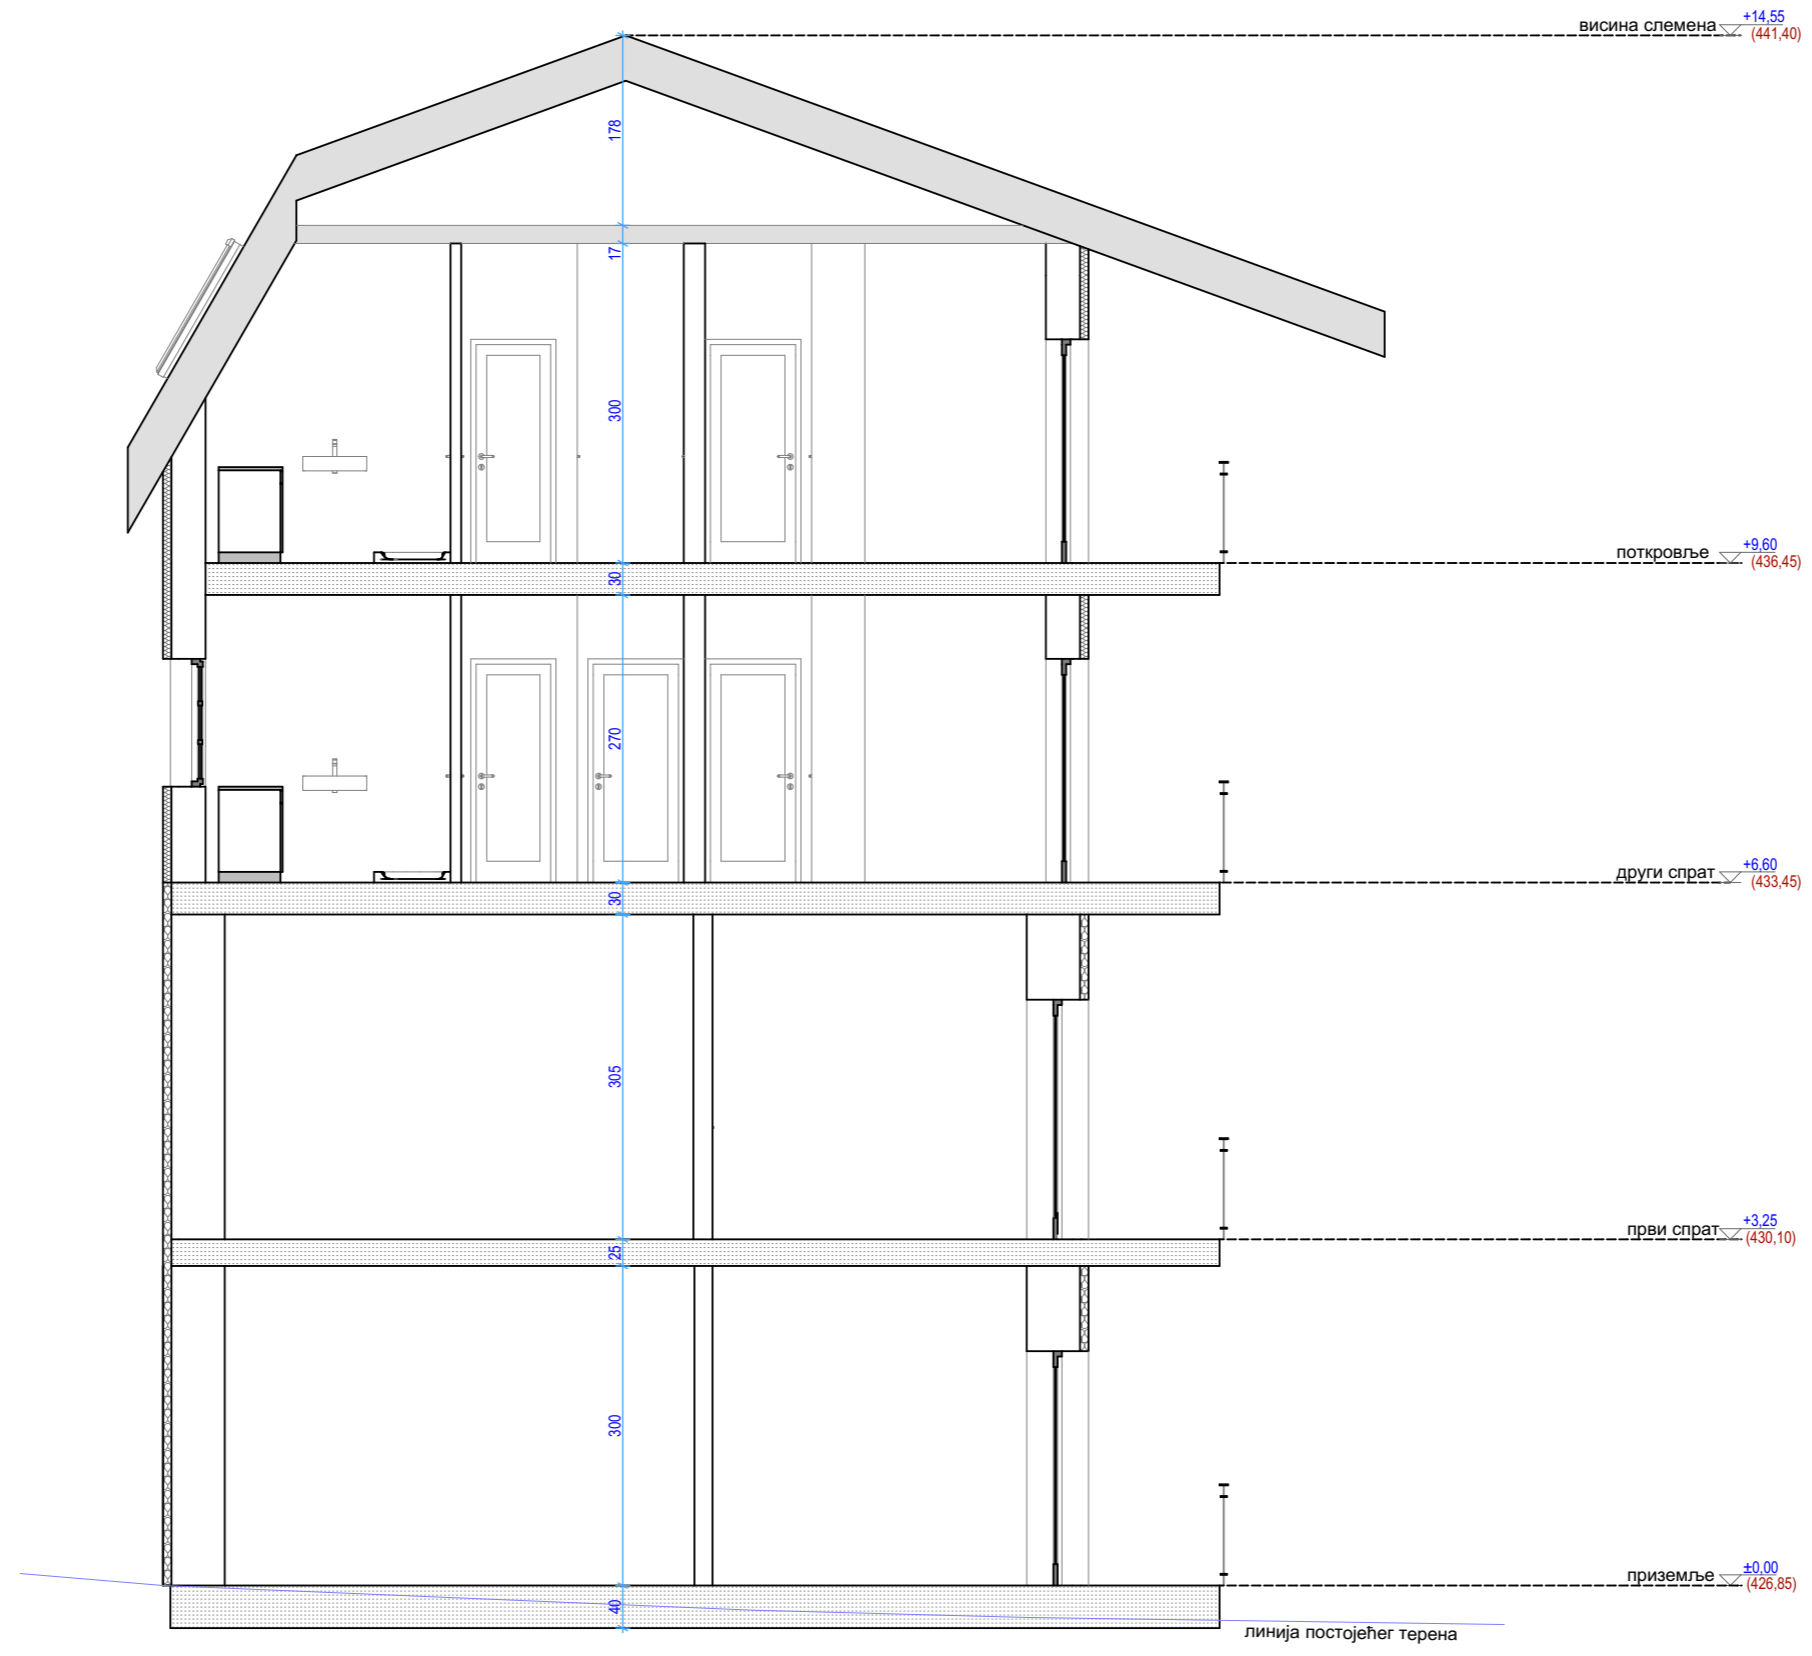 висина слемена +14,55
(441,40)
178
17
300
поткровље +9,60
(436,45)
30
270
други спрат +6,60
(433,45)
30
305
први спрат +3,25
(430,10)
25
300
приземље ±0,00
(426,85)
40
линија постојећег терена